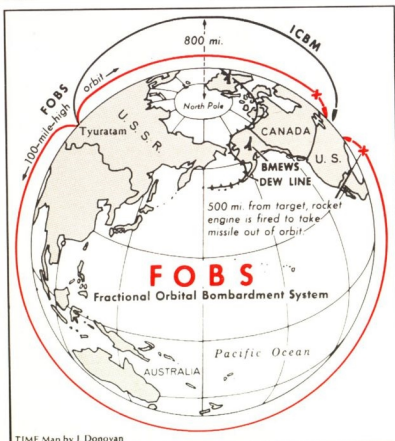 ICBM
800 mi.
FOBS
orbit
100-mile-high
North Pole
U.S.S.R.
Tyuratam
CANADA
U.S.
BMEWS
DEW LINE
500 mi. from target, rocket
engine is fired to take
missile out of orbit.
FOBS
Fractional Orbital Bombardment System
Pacific Ocean
AUSTRALIA
TIME Map by J. Donovan